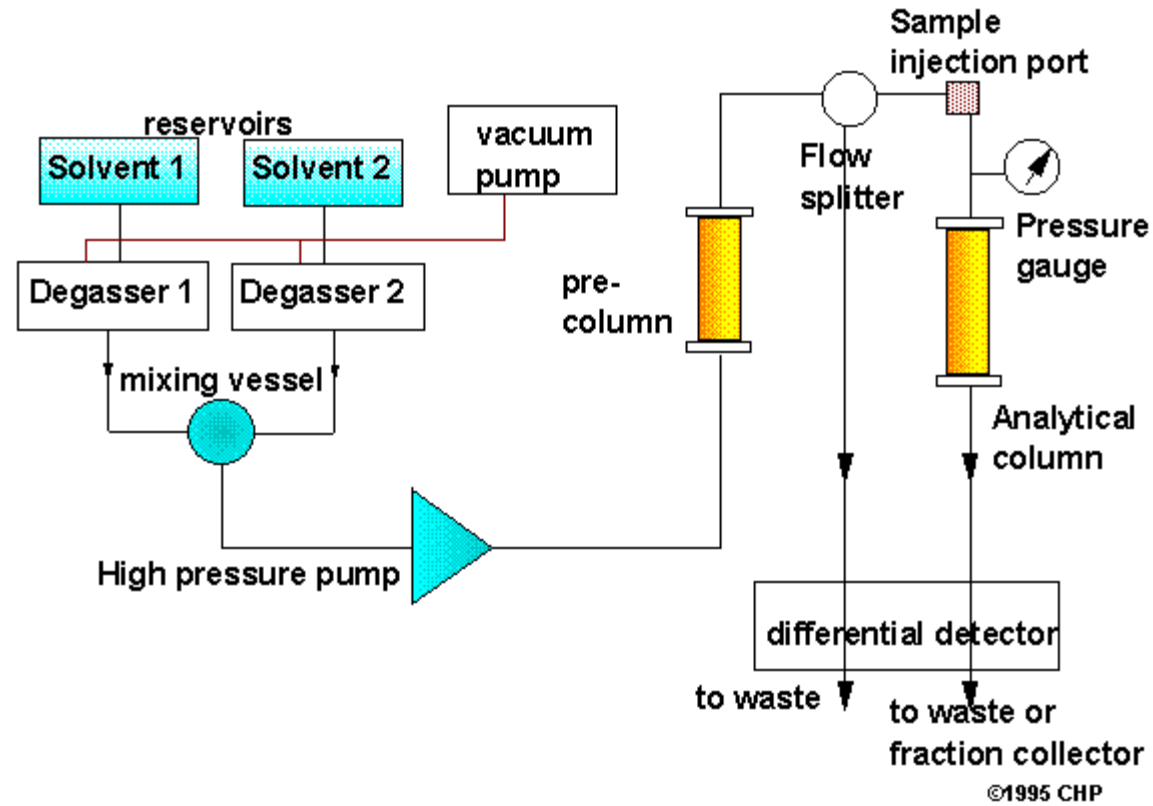 Sample
injection port
reservoirs
vacuum
pump
Solvent 1
Solvent 2
Flow
splitter
Pressure
gauge
Degasser 1
Degasser 2
pre-
column
mixing vessel
Analytical
column
High pressure pump
differential detector
to waste
to waste or
fraction collector
©1995 CHP